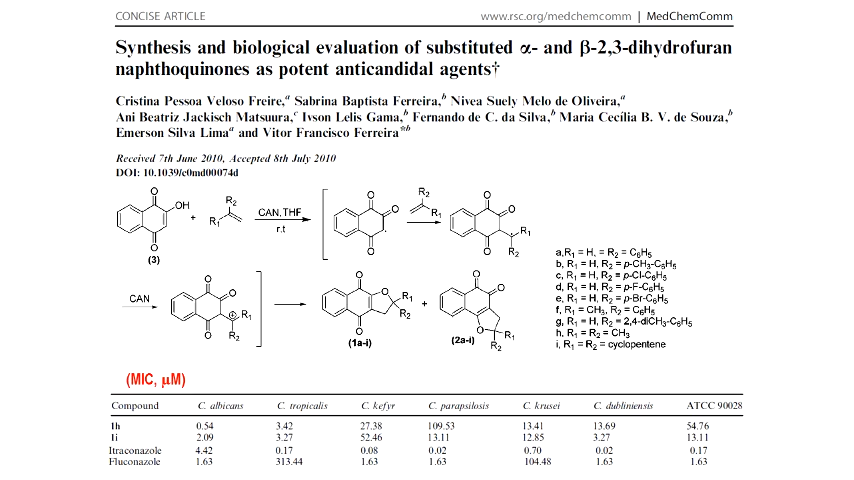 CONCISE ARTICLE
www.rsc.org/medchemcomm | MedChemComm
Synthesis and biological evaluation of substituted α- and β-2,3-dihydrofuran
naphthoquinones as potent anticandidal agents†
Cristina Pessoa Veloso Freire,a Sabrina Baptista Ferreira,b Nivea Suely Melo de Oliveira,a
Ani Beatriz Jackisch Matsuura,c Ivson Lelis Gama,b Fernando de C. da Silva,b Maria Cecília B. V. de Souza,b
Emerson Silva Limaa and Vitor Francisco Ferreira*b
Received 7th June 2010, Accepted 8th July 2010
DOI: 10.1039/c0md00074d
O OH O (3)
+
R2 R1
CAN,THF
r,t
O O O
R2 R1
O O O R1 R2
CAN
O O O R1 R2
O O R1 R2 O (1a-i)
+
O O O R1 R2 (2a-i)
a,R1 = H, = R2 = C6H5
b, R1 = H, R2 = p-CH3-C6H5
c, R1 = H, R2 = p-Cl-C6H5
d, R1 = H, R2 = p-F-C6H5
e, R1 = H, R2 = p-Br-C6H5
f, R1 = CH3, R2 = C6H5
g, R1 = H, R2 = 2,4-diCH3-C6H5
h, R1 = R2 = CH3
i, R1 = R2 = cyclopentene
(MIC, µM)
Compound C. albicans C. tropicalis C. kefyr C. parapsilosis C. krusei C. dubliniensis ATCC 90028
1h 0.54 3.42 27.38 109.53 13.41 13.69 54.76
1i 2.09 3.27 52.46 13.11 12.85 3.27 13.11
Itraconazole 4.42 0.17 0.08 0.02 0.70 0.02 0.17
Fluconazole 1.63 313.44 1.63 1.63 104.48 1.63 1.63